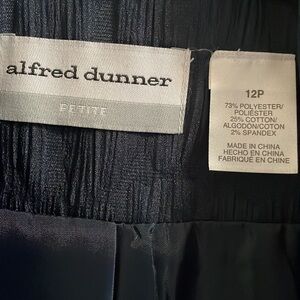 alfred dunner
PETITE
12P
73% POLYESTER/
POLIÉSTER
25% COTTON/
ALGODON/COTON
2% SPANDEX
MADE IN CHINA
HECHO EN CHINA
FABRIQUE EN CHINE